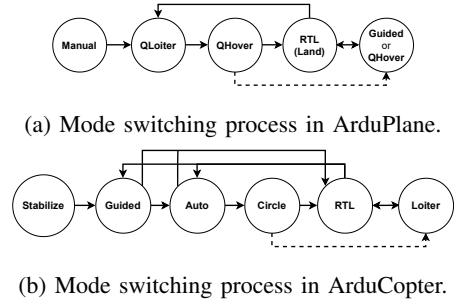 Manual
QLoiter
QHover
RTL
(Land)
Guided
or
QHover
(a) Mode switching process in ArduPlane.
Stabilize
Guided
Auto
Circle
RTL
Loiter
(b) Mode switching process in ArduCopter.